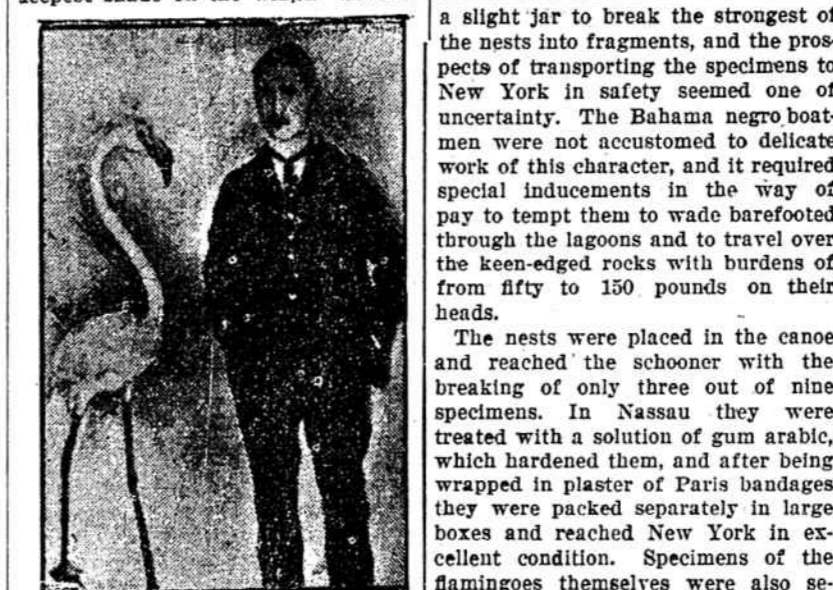 a slight jar to break the strongest of
the nests into fragments, and the pros-
pects of transporting the specimens to
New York in safety seemed one of
uncertainty. The Bahama negro boat-
men were not accustomed to delicate
work of this character, and it required
special inducements in the way of
pay to tempt them to wade barefooted
through the lagoons and to travel over
the keen-edged rocks with burdens of
from fifty to 150 pounds on their
heads.
The nests were placed in the canoe
and reached the schooner with the
breaking of only three out of nine
specimens. In Nassau they were
treated with a solution of gum arabic,
which hardened them, and after being
wrapped in plaster of Paris bandages
they were packed separately in large
boxes and reached New York in ex-
cellent condition. Specimens of the
flamingoes themselves were also se-